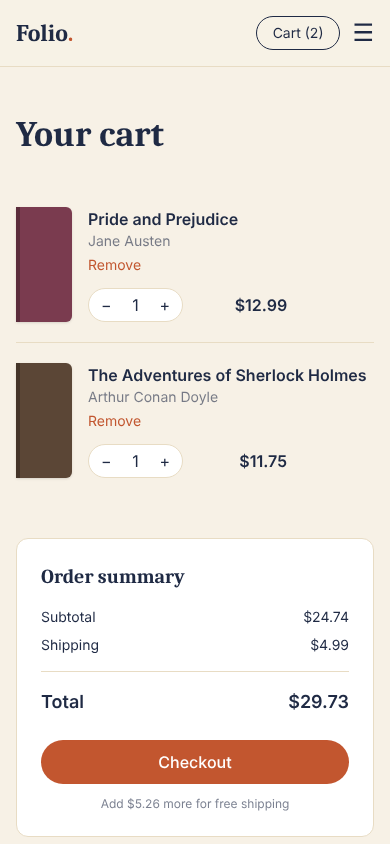 Folio.
Cart (2)
☰
Your cart
Pride and Prejudice
Jane Austen
Remove
− 1 + $12.99
The Adventures of Sherlock Holmes
Arthur Conan Doyle
Remove
− 1 + $11.75
Order summary
Subtotal $24.74
Shipping $4.99
Total $29.73
Checkout
Add $5.26 more for free shipping